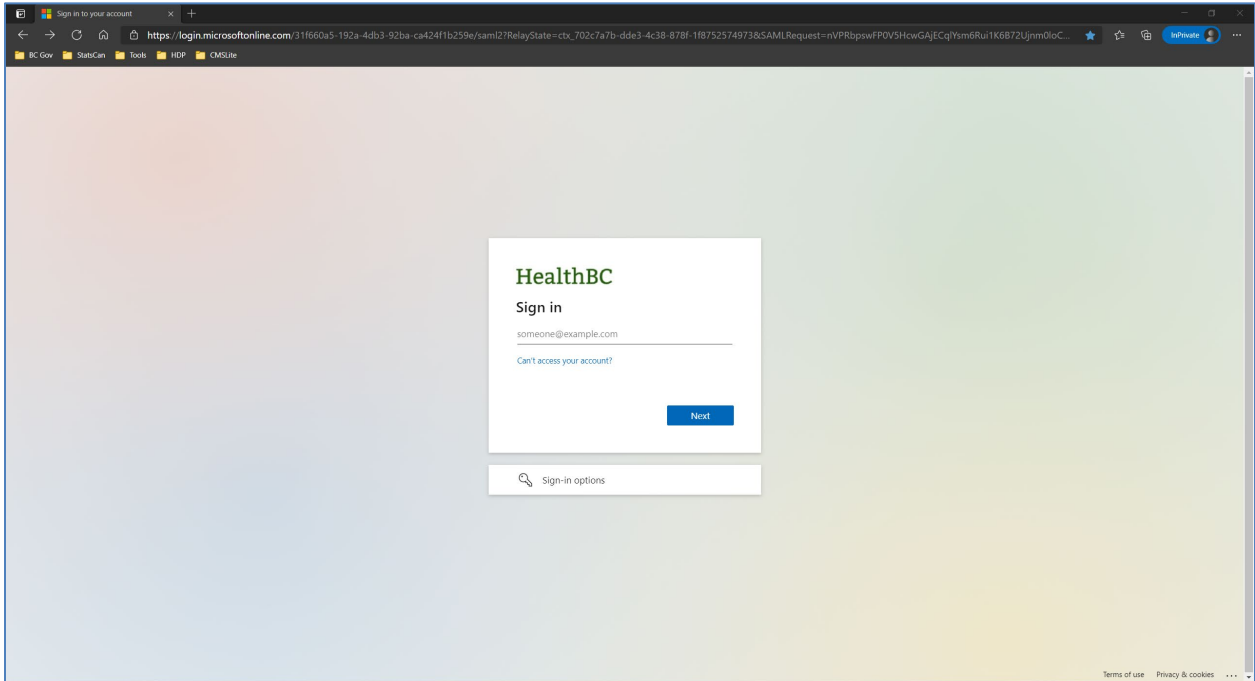 Sign in to your account
https://login.microsoftonline.com/31f660a5-192a-4db3-92ba-ca424f1b259e/saml2?RelayState=ctx_702c7a7b-dde3-4c38-878f-1f8752574973&SAMLRequest=nVPRbpswFP0V5HcwGAjECqlYsm6Rui1K6B72Ujnm0loC...
InPrivate
BC Gov StatsCan Tools HDP CMSLite
HealthBC
Sign in
someone@example.com
Can't access your account?
Next
Sign-in options
Terms of use Privacy & cookies ...